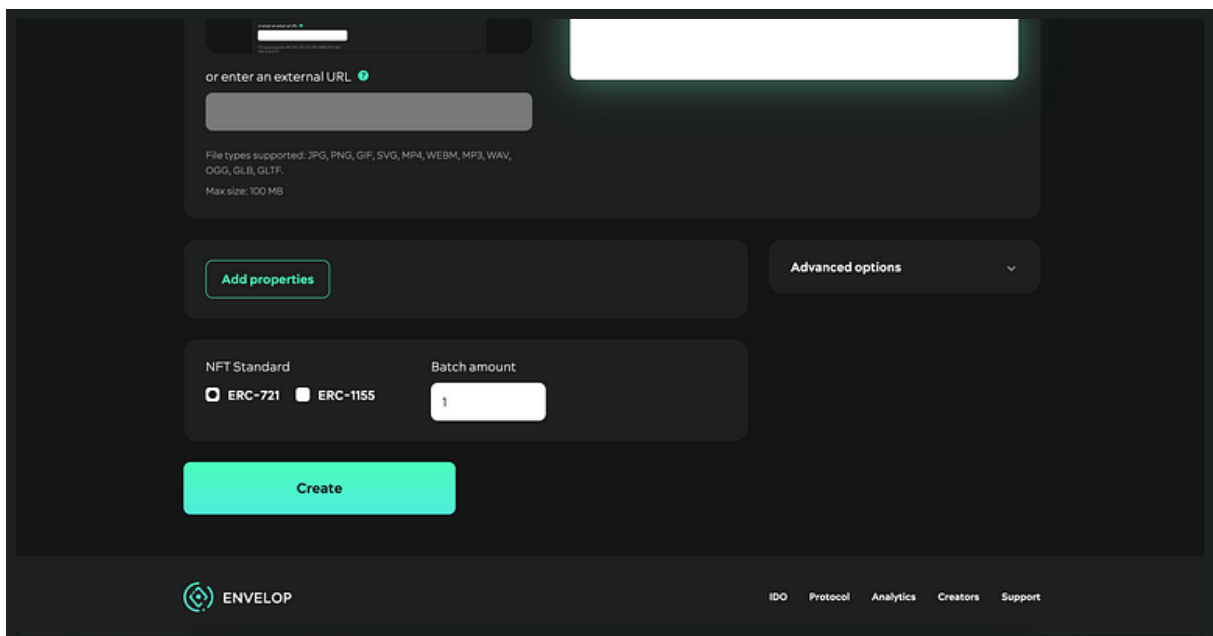 or enter an external URL ?
File types supported: JPG, PNG, GIF, SVG, MP4, WEBM, MP3, WAV,
OGG, GLB, GLTF.
Max size: 100 MB
Add properties
Advanced options
NFT Standard
Batch amount
ERC-721 ERC-1155
1
Create
ENVELOP
IDO Protocol Analytics Creators Support